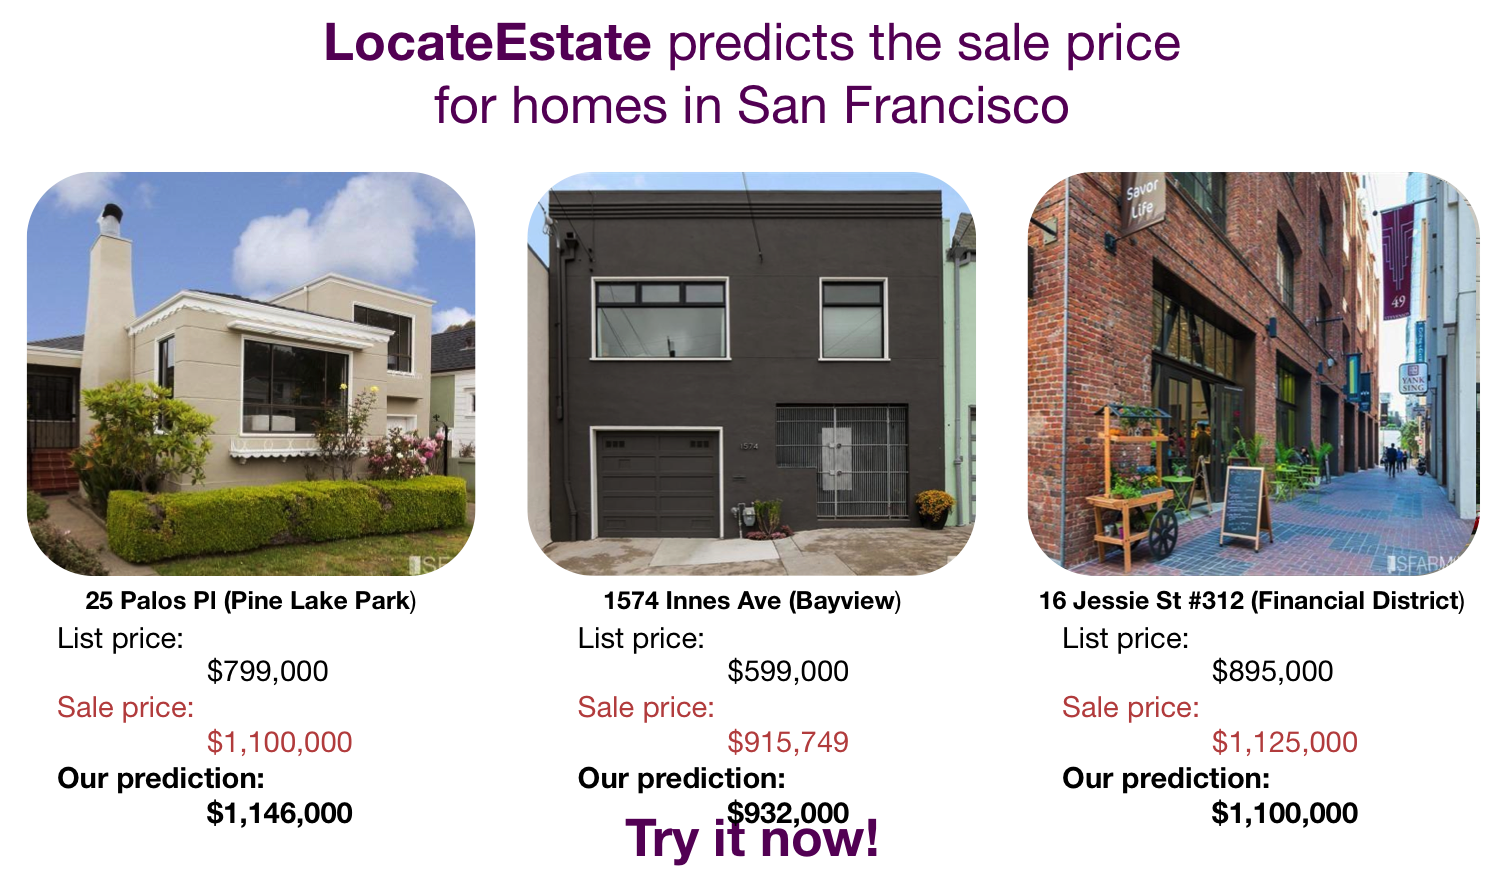 LocateEstate predicts the sale price
for homes in San Francisco
Savor
Life
49
YANK
SING
1574
SF
SFARM
25 Palos Pl (Pine Lake Park)
List price:
$799,000
Sale price:
$1,100,000
Our prediction:
$1,146,000
1574 Innes Ave (Bayview)
List price:
$599,000
Sale price:
$915,749
Our prediction:
$932,000
16 Jessie St #312 (Financial District)
List price:
$895,000
Sale price:
$1,125,000
Our prediction:
$1,100,000
Try it now!